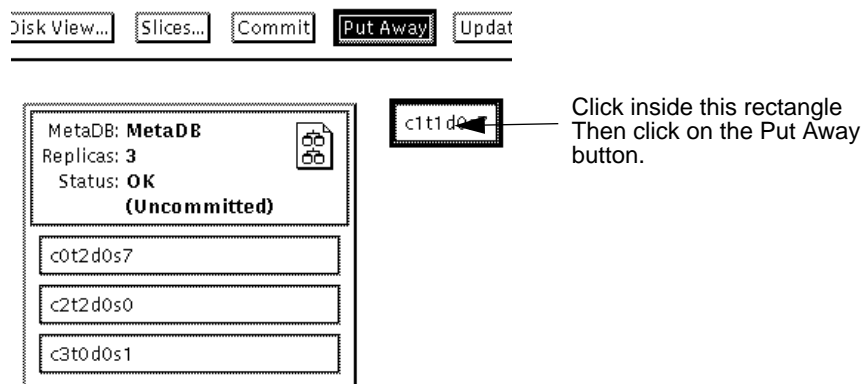 Disk View... Slices... Commit Put Away Updat
MetaDB: MetaDB
Replicas: 3
Status: OK
(Uncommitted)
c0t2d0s7
c2t2d0s0
c3t0d0s1
c1t1d0s7
Click inside this rectangle
Then click on the Put Away
button.